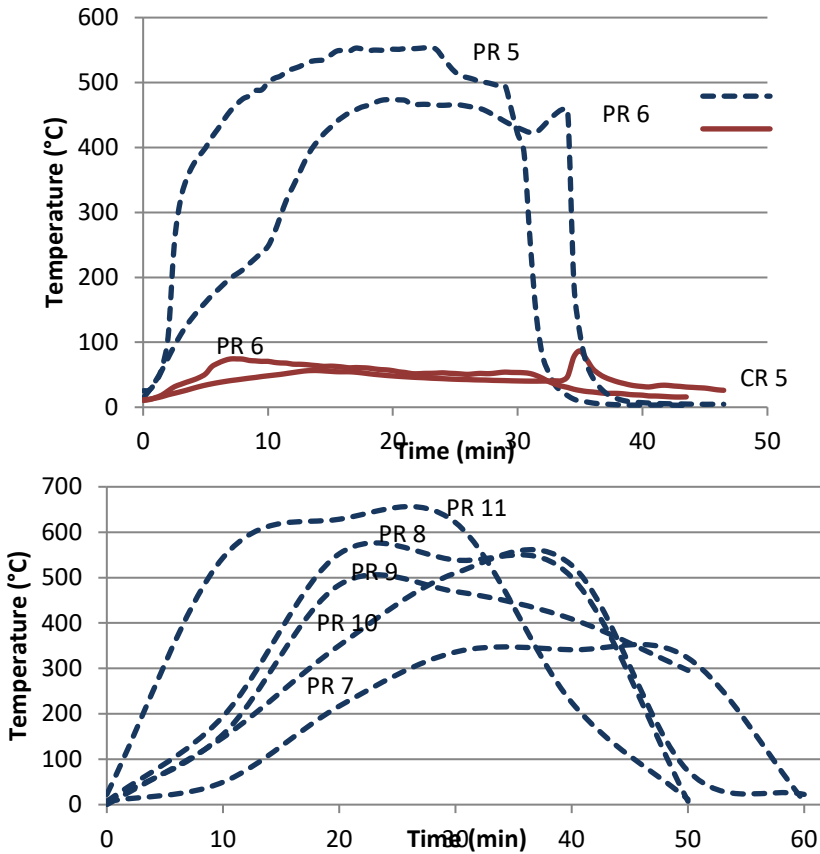 600
500
400
300
200
100
0
Temperature (°C)
PR 5
PR 6
PR 6
CR 5
0 10 20 30 40 50
Time (min)
700
600
500
400
300
200
100
0
Temperature (°C)
PR 11
PR 8
PR 9
PR 10
PR 7
0 10 20 30 40 50 60
Time (min)